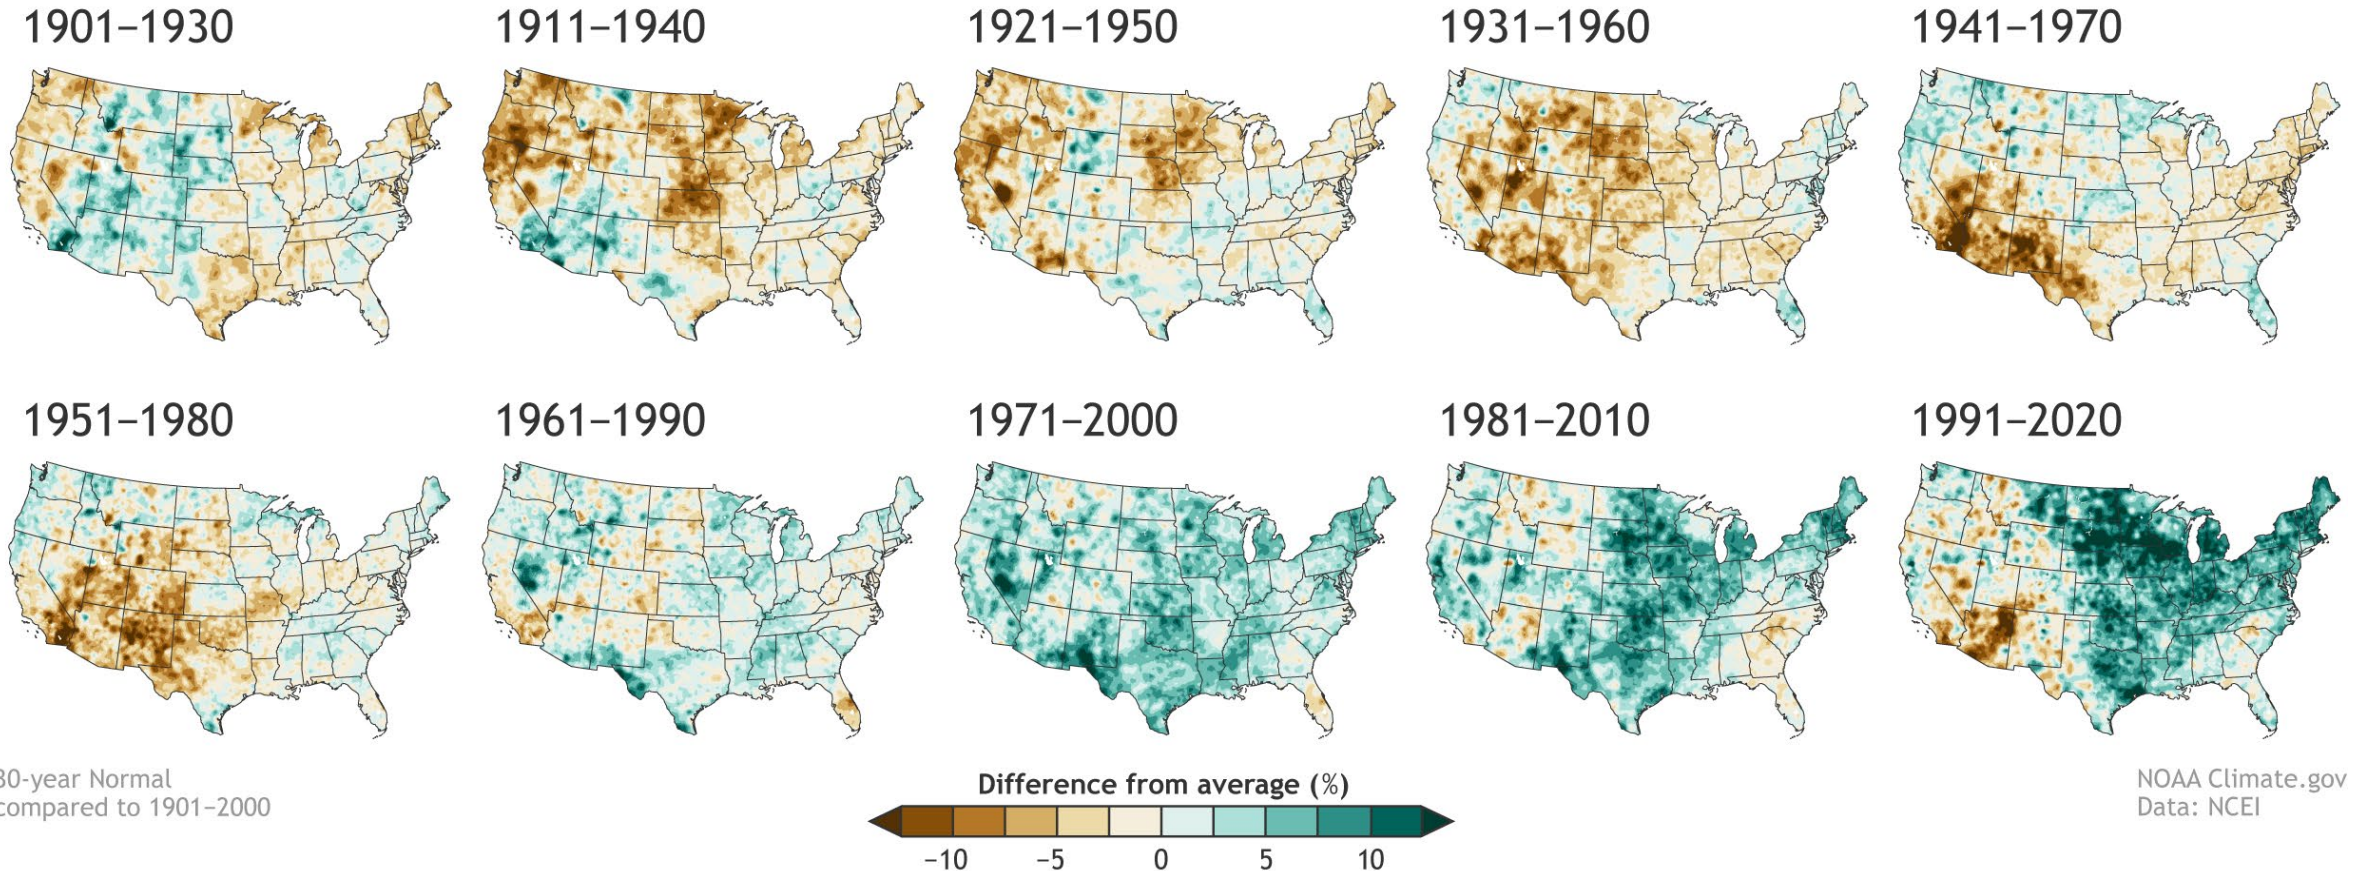 1901–1930
1911–1940
1921–1950
1931–1960
1941–1970
1951–1980
1961–1990
1971–2000
1981–2010
1991–2020
30-year Normal
compared to 1901–2000
Difference from average (%)
-10 -5 0 5 10
NOAA Climate.gov
Data: NCEI